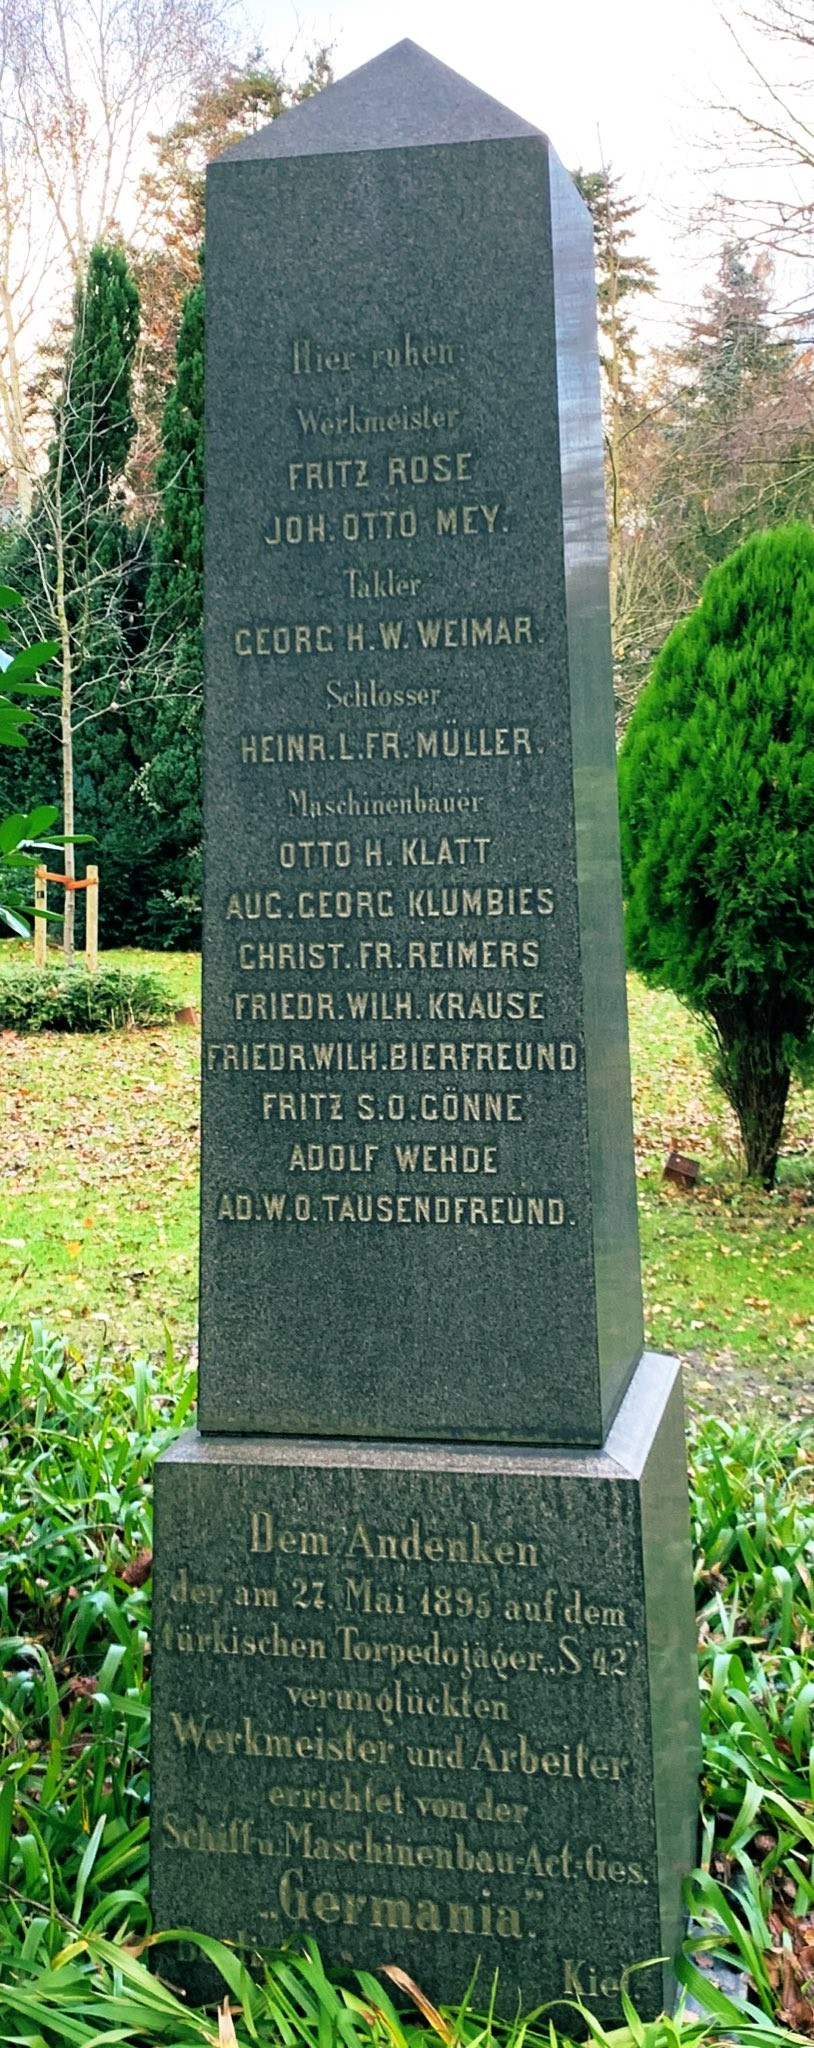 Hier ruhen:
Werkmeister
FRITZ ROSE
JOH. OTTO MEY.
Takler
GEORG H. W. WEIMAR.
Schlosser
HEINR. L. FR. MÜLLER.
Maschinenbauer
OTTO H. KLATT
AUG. GEORG KLUMBIES
CHRIST. FR. REIMERS
FRIEDR. WILH. KRAUSE
FRIEDR. WILH. BIERFREUND
FRITZ S. O. GÖNNE
ADOLF WEHDE
AD. W. O. TAUSENDFREUND.
Dem Andenken
der am 27. Mai 1895 auf dem
türkischen Torpedojäger „S 42”
verunglückten
Werkmeister und Arbeiter
errichtet von der
Schiff u. Maschinenbau-Act.-Ges.
„Germania”
Kiel.